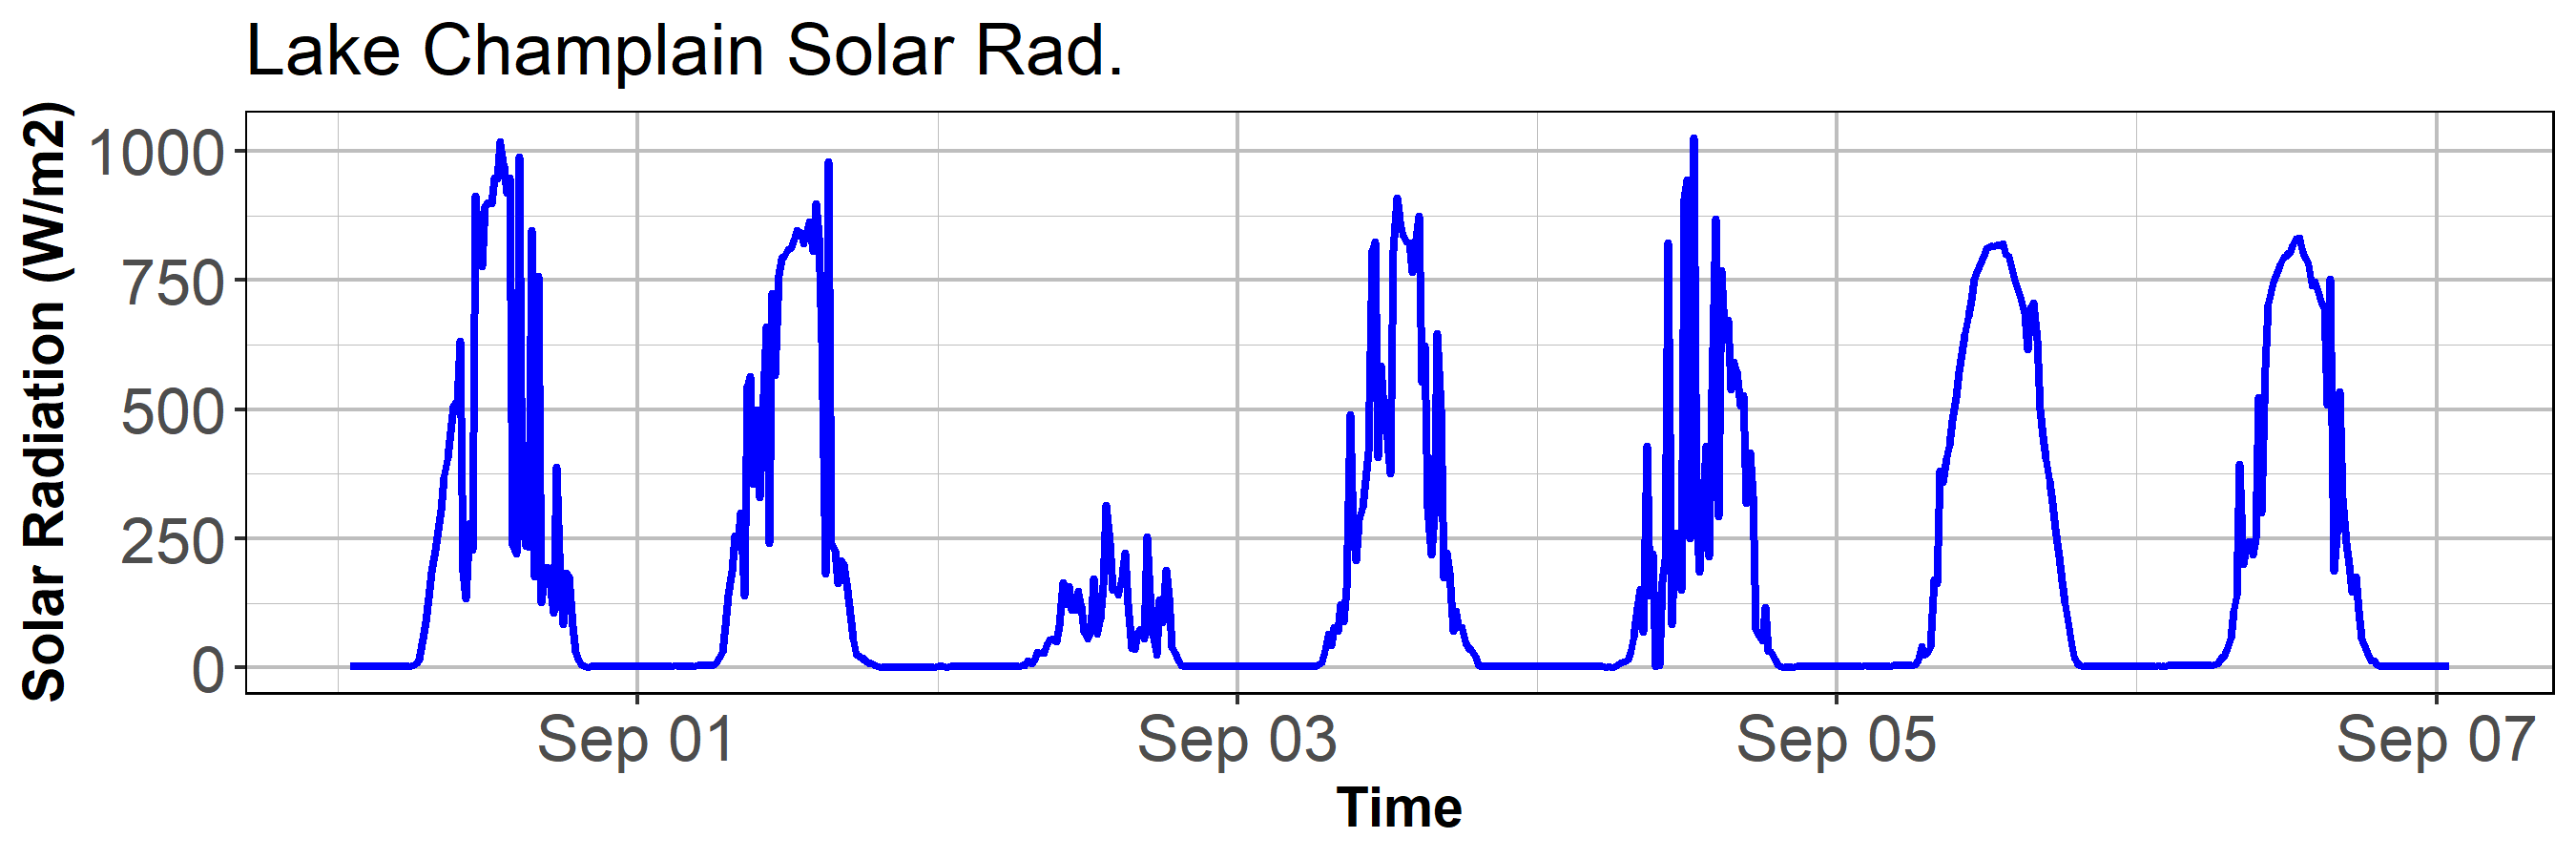 Lake Champlain Solar Rad.
Solar Radiation (W/m2)
1000
750
500
250
0
Sep 01 Sep 03 Sep 05 Sep 07
Time